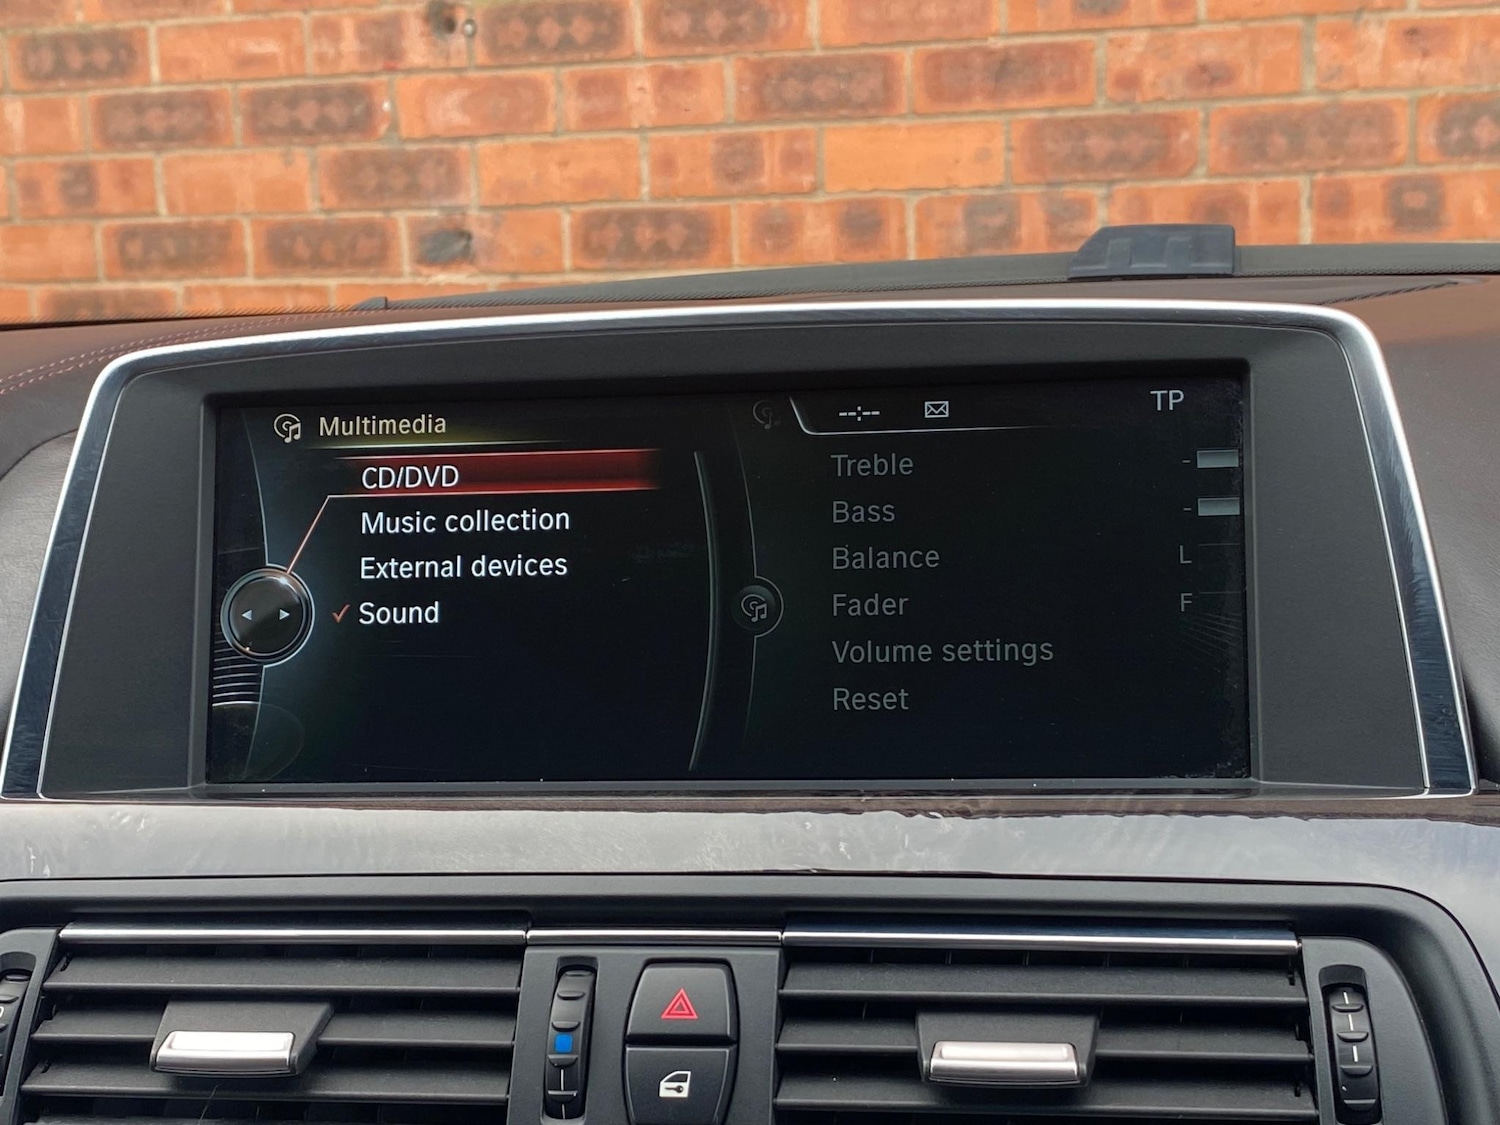 Multimedia
CD/DVD
Music collection
External devices
✓ Sound
--:-- TP
Treble -
Bass -
Balance L
Fader F
Volume settings
Reset